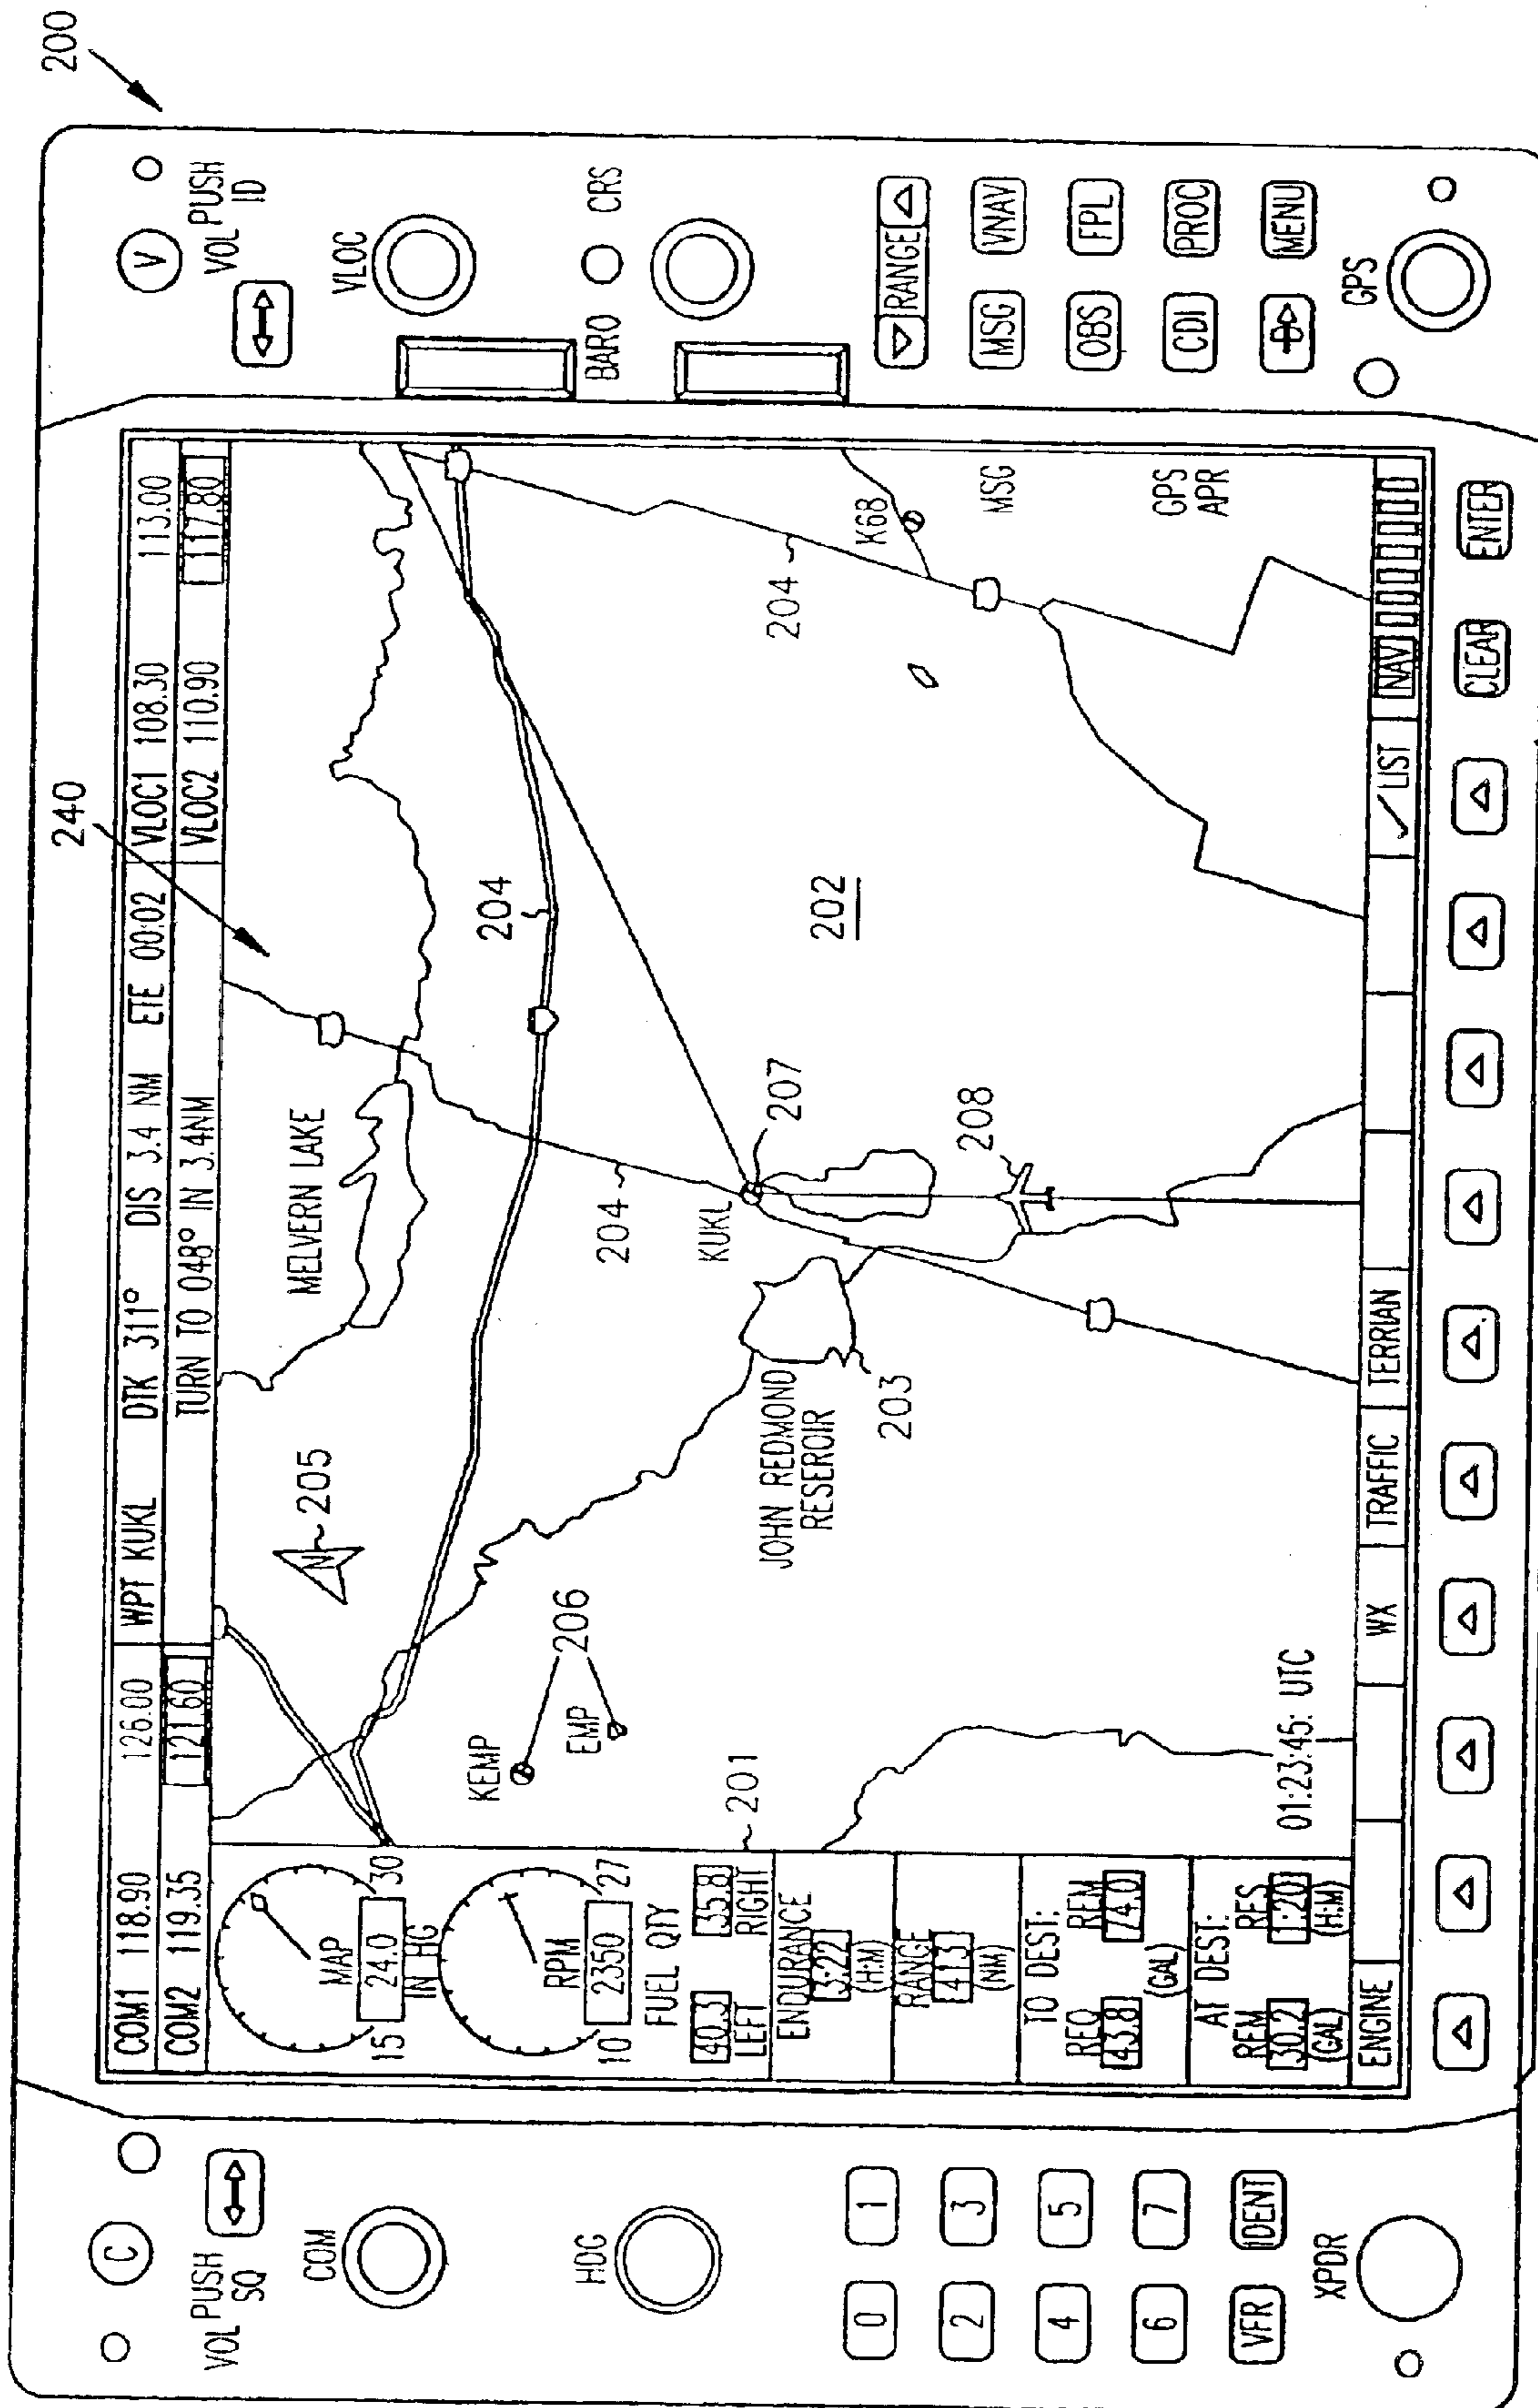 200
240
C
VOL PUSH SQ
COM
HDG
0 1
2 3
4 5
6 7
VFR IDENT
XPDR
COM1 118.90 126.00 WPT KUKL DTK 311° DIS 3.4 NM ETE 00:02 VLOC1 108.30 113.00
COM2 119.35 121.60 TURN TO 048° IN 3.4NM VLOC2 110.90 117.80
MAP
15 24.0 30
IN HG
RPM
10 2350 27
FUEL QTY
40.3 35.8
LEFT RIGHT
ENDURANCE
3:22
(H:M)
RANGE
413
(NM)
TO DEST:
REQ REM
43.8 74.0
(GAL)
AT DEST:
REM RES
30.2 1:20
(GAL) (H:M)
201
N 205
MELVERN LAKE
204
KEMP
206
EMP
204
KUKL
207
JOHN REDMOND
RESEROIR
203
202
208
204
K68
MSG
GPS
APR
01:23:45: UTC
ENGINE WX TRAFFIC TERRIAN ✓ LIST NAV
CLEAR ENTER
V
VOL PUSH ID
VLOC
BARO CRS
RANGE
MSG VNAV
OBS FPL
CDI PROC
D MENU
GPS